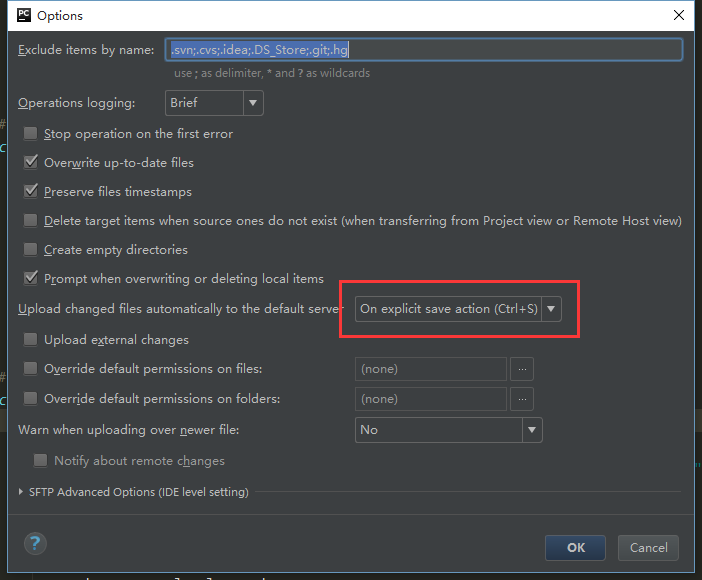 PC Options
Exclude items by name: .svn;.cvs;.idea;.DS_Store;.git;.hg
use ; as delimiter, * and ? as wildcards
Operations logging: Brief
Stop operation on the first error
Overwrite up-to-date files
Preserve files timestamps
Delete target items when source ones do not exist (when transferring from Project view or Remote Host view)
Create empty directories
Prompt when overwriting or deleting local items
Upload changed files automatically to the default server On explicit save action (Ctrl+S)
Upload external changes
Override default permissions on files: (none) ...
Override default permissions on folders: (none) ...
Warn when uploading over newer file: No
Notify about remote changes
SFTP Advanced Options (IDE level setting)
? OK Cancel